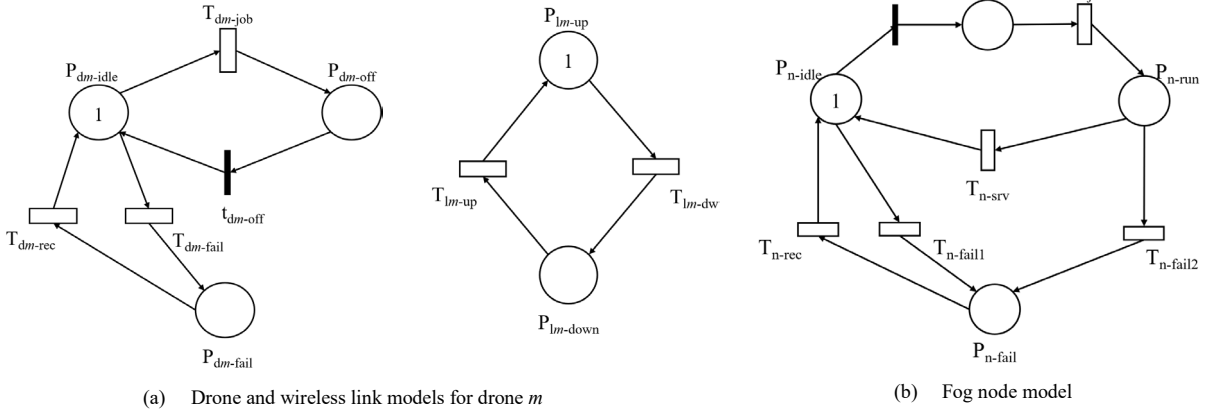 T_dm-job
P_dm-idle
P_dm-off
1
t_dm-off
T_dm-rec
T_dm-fail
P_dm-fail
P_lm-up
1
T_lm-up
T_lm-dw
P_lm-down
P_n-idle
P_n-run
1
T_n-srv
T_n-rec
T_n-fail1
T_n-fail2
P_n-fail
(a) Drone and wireless link models for drone m
(b) Fog node model